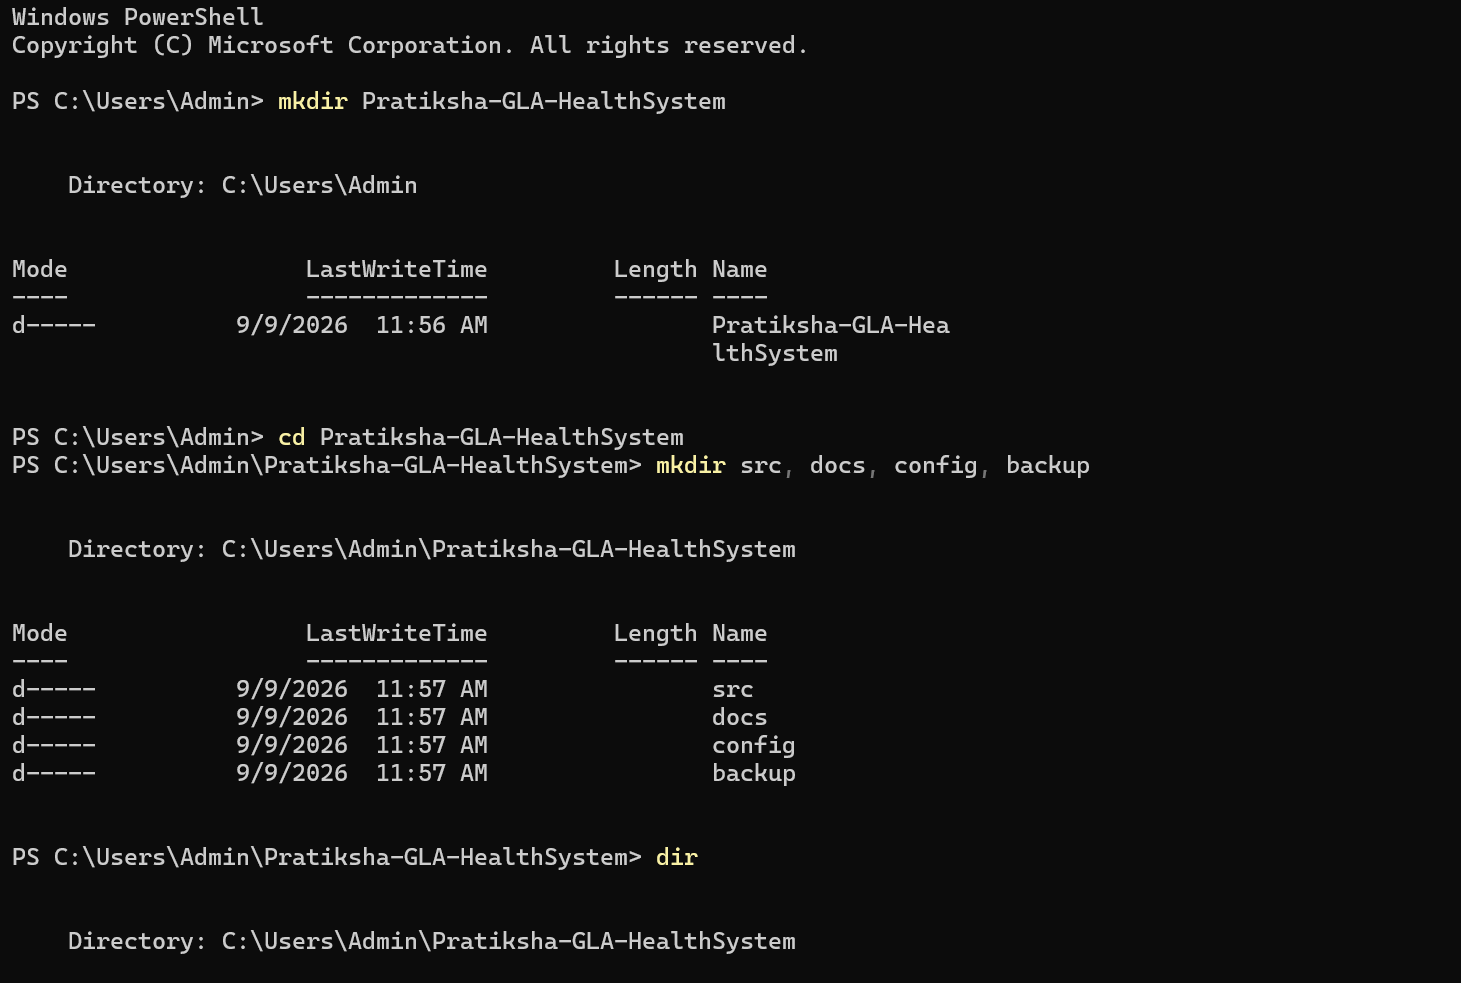 Windows PowerShell
Copyright (C) Microsoft Corporation. All rights reserved.
PS C:\Users\Admin> mkdir Pratiksha-GLA-HealthSystem
    Directory: C:\Users\Admin
Mode                 LastWriteTime         Length Name
----                 -------------         ------ ----
d-----          9/9/2026  11:56 AM                Pratiksha-GLA-Hea
                                                  lthSystem
PS C:\Users\Admin> cd Pratiksha-GLA-HealthSystem
PS C:\Users\Admin\Pratiksha-GLA-HealthSystem> mkdir src, docs, config, backup
    Directory: C:\Users\Admin\Pratiksha-GLA-HealthSystem
Mode                 LastWriteTime         Length Name
----                 -------------         ------ ----
d-----          9/9/2026  11:57 AM                src
d-----          9/9/2026  11:57 AM                docs
d-----          9/9/2026  11:57 AM                config
d-----          9/9/2026  11:57 AM                backup
PS C:\Users\Admin\Pratiksha-GLA-HealthSystem> dir
    Directory: C:\Users\Admin\Pratiksha-GLA-HealthSystem